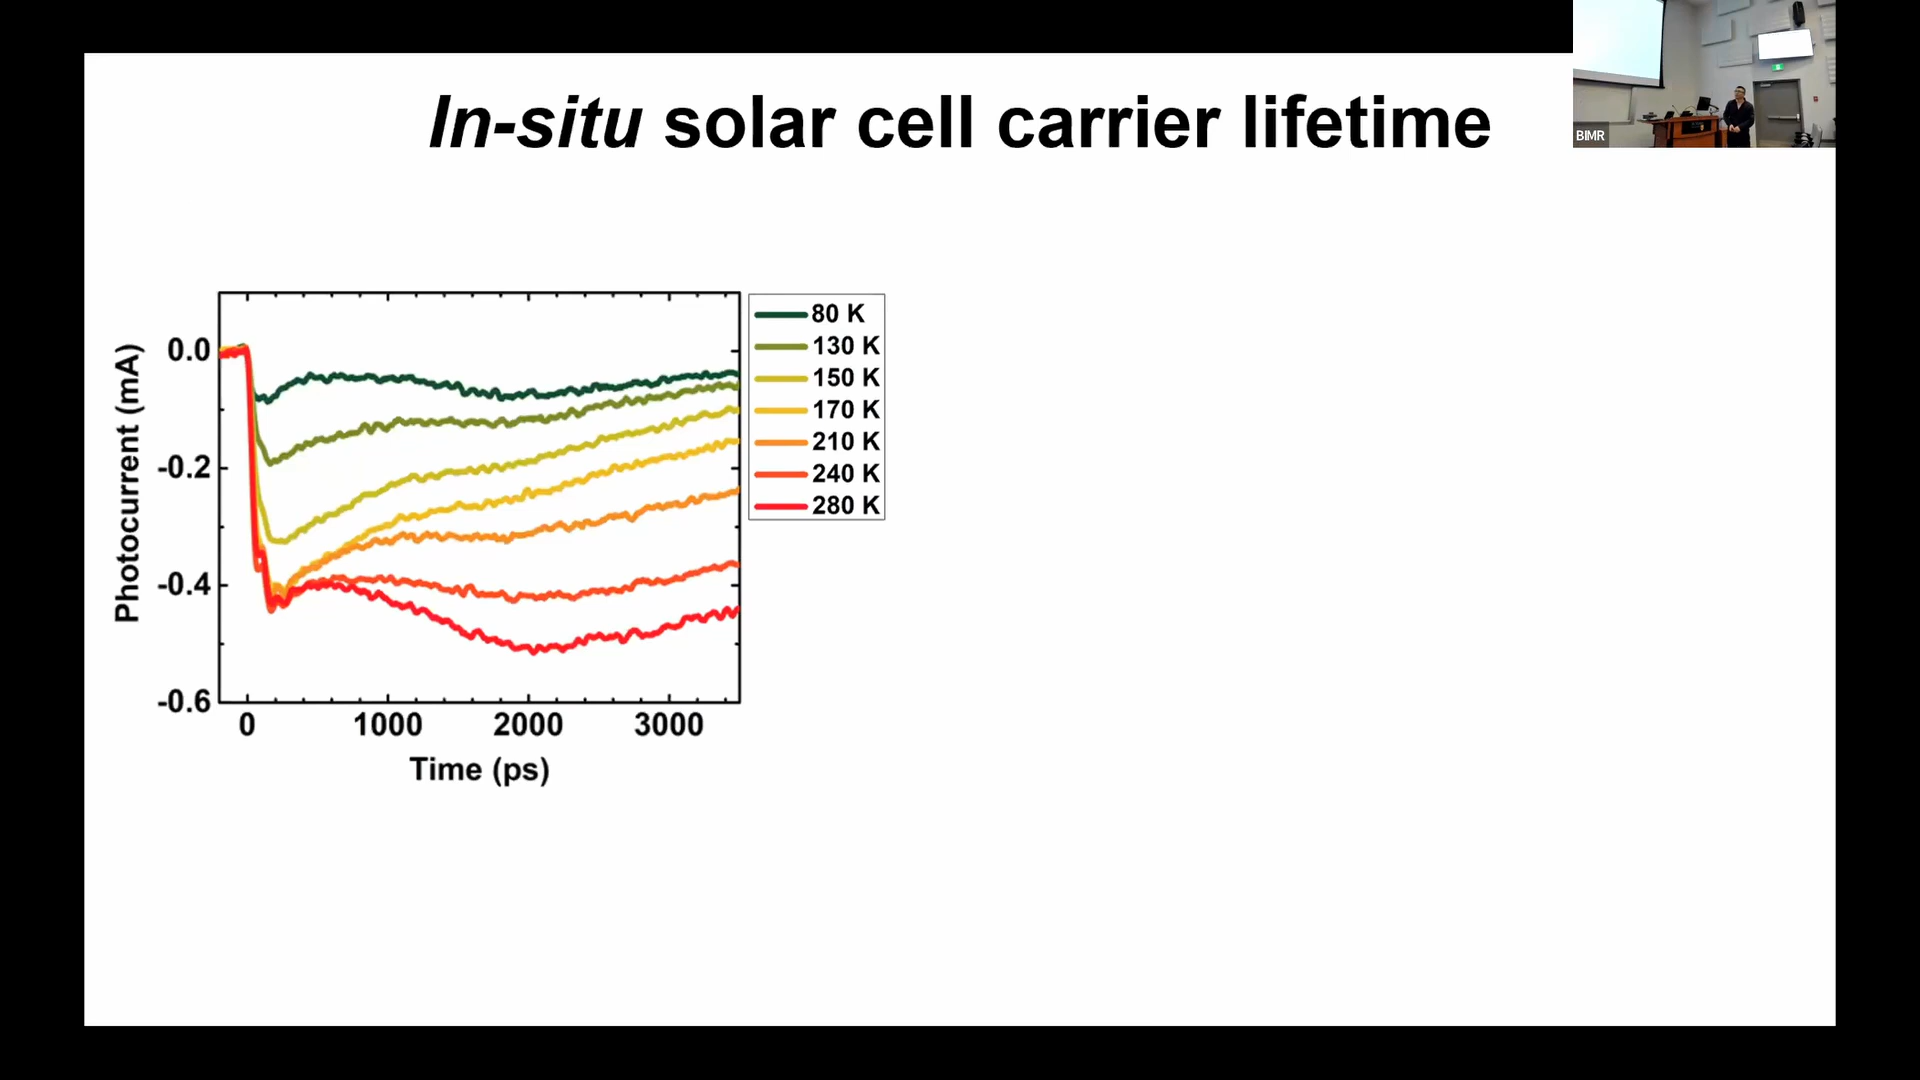 In-situ solar cell carrier lifetime
BIMR
Photocurrent (mA)
0.0
-0.2
-0.4
-0.6
0 1000 2000 3000
Time (ps)
80 K
130 K
150 K
170 K
210 K
240 K
280 K